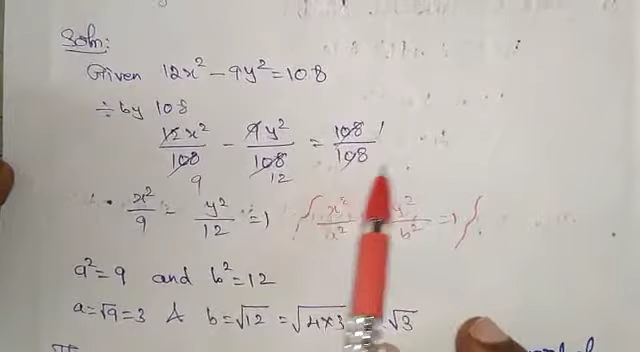 Soln:
Given 12x² - 9y² = 108
÷ by 108
12x²/108 - 9y²/108 = 108/108 1
9 12
x²/9 - y²/12 = 1 x²/a² y²/b² = 1
a² = 9 and b² = 12
a = √9 = 3 & b = √12 = √4×3 √3